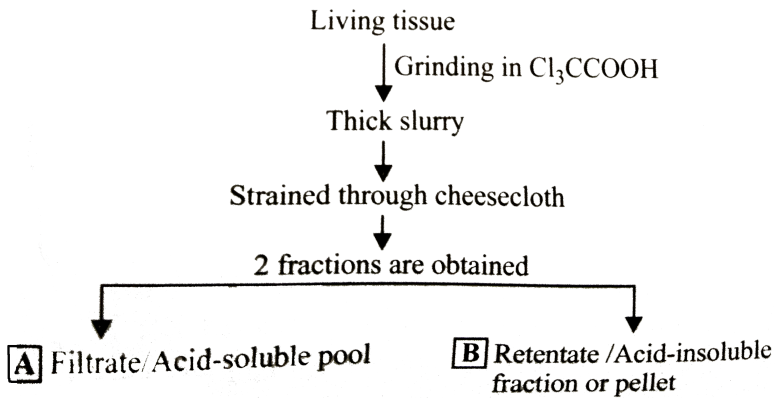 Living tissue
Grinding in Cl₃CCOOH
Thick slurry
Strained through cheesecloth
2 fractions are obtained
A Filtrate/Acid-soluble pool
B Retentate /Acid-insoluble
fraction or pellet